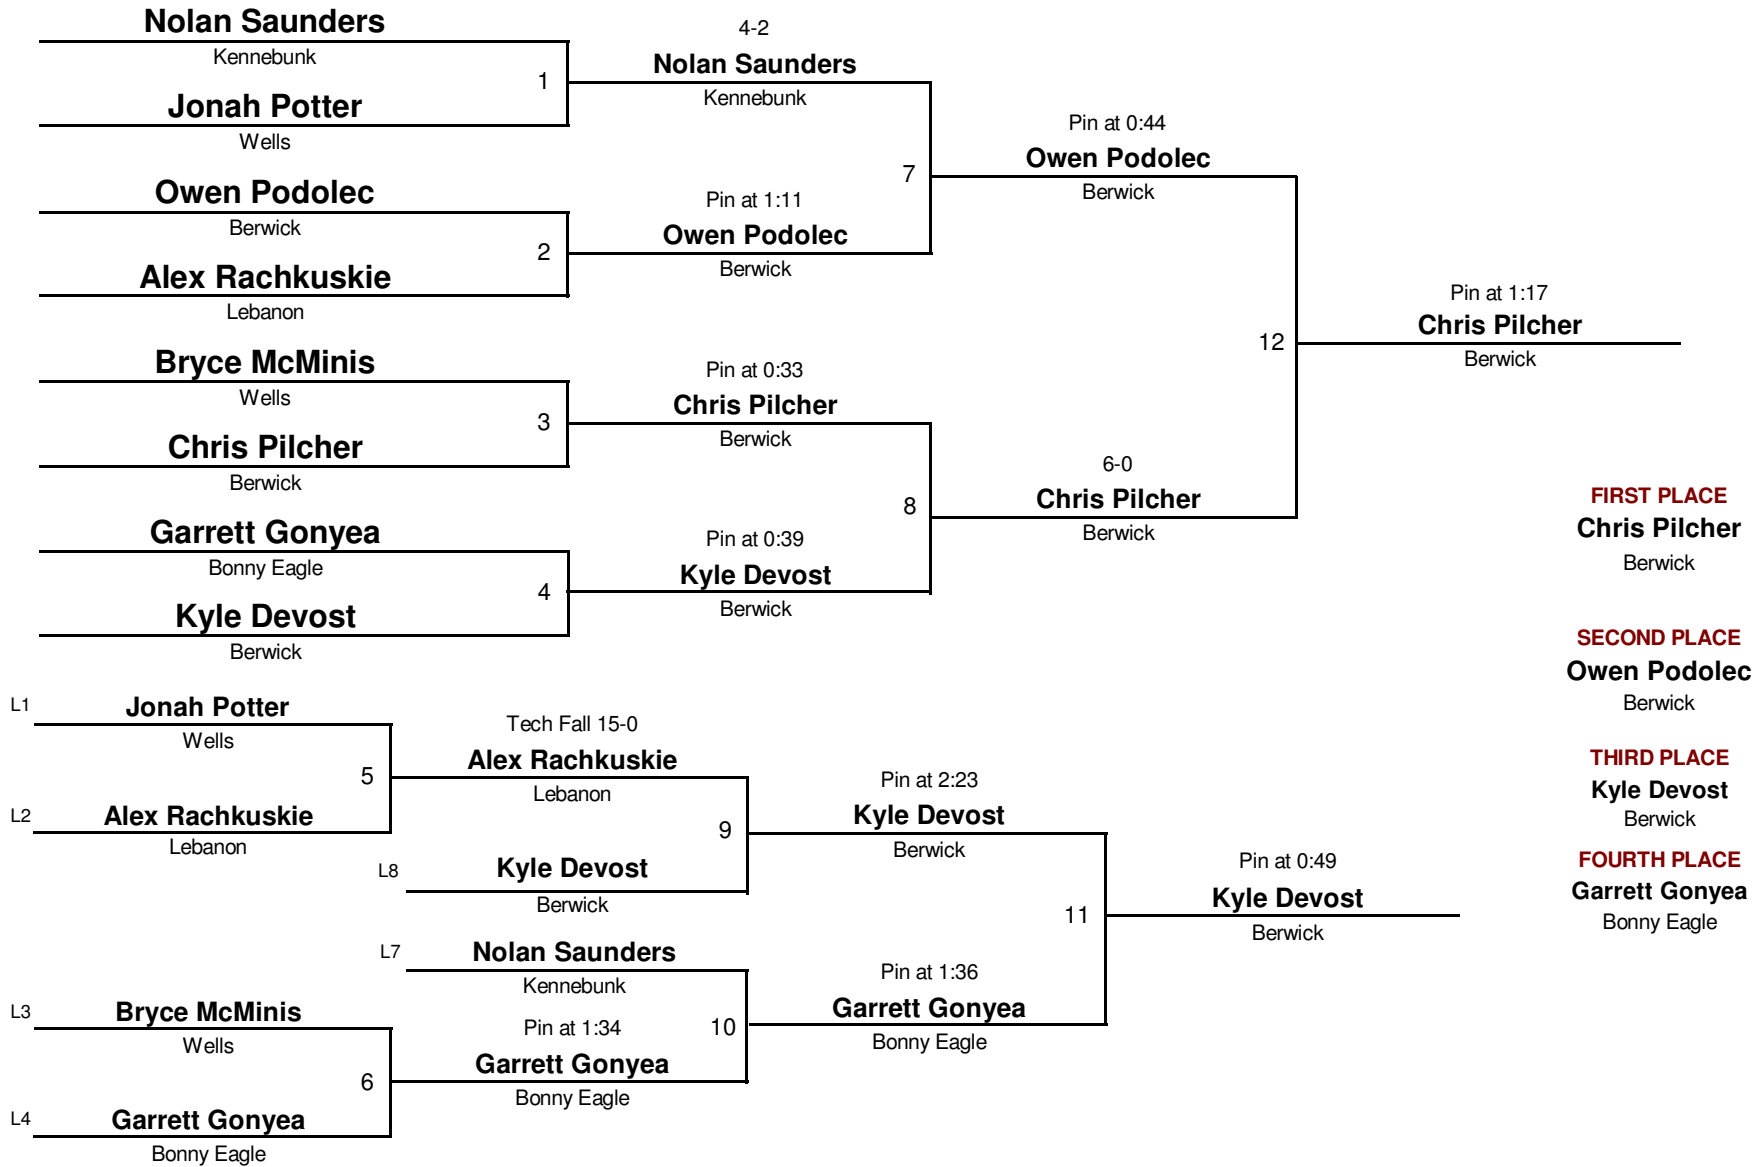 Nolan Saunders
Kennebunk
1
Jonah Potter
Wells
Owen Podolec
Berwick
2
Alex Rachkuskie
Lebanon
Bryce McMinis
Wells
3
Chris Pilcher
Berwick
Garrett Gonyea
Bonny Eagle
4
Kyle Devost
Berwick
4-2
Nolan Saunders
Kennebunk
7
Pin at 1:11
Owen Podolec
Berwick
Pin at 0:33
Chris Pilcher
Berwick
8
Pin at 0:39
Kyle Devost
Berwick
Pin at 0:44
Owen Podolec
Berwick
12
6-0
Chris Pilcher
Berwick
Pin at 1:17
Chris Pilcher
Berwick
FIRST PLACE
Chris Pilcher
Berwick
SECOND PLACE
Owen Podolec
Berwick
THIRD PLACE
Kyle Devost
Berwick
FOURTH PLACE
Garrett Gonyea
Bonny Eagle
L1
Jonah Potter
Wells
5
L2
Alex Rachkuskie
Lebanon
Tech Fall 15-0
Alex Rachkuskie
Lebanon
9
L8
Kyle Devost
Berwick
L7
Nolan Saunders
Kennebunk
10
L3
Bryce McMinis
Wells
6
L4
Garrett Gonyea
Bonny Eagle
Pin at 1:34
Garrett Gonyea
Bonny Eagle
Pin at 2:23
Kyle Devost
Berwick
11
Pin at 1:36
Garrett Gonyea
Bonny Eagle
Pin at 0:49
Kyle Devost
Berwick